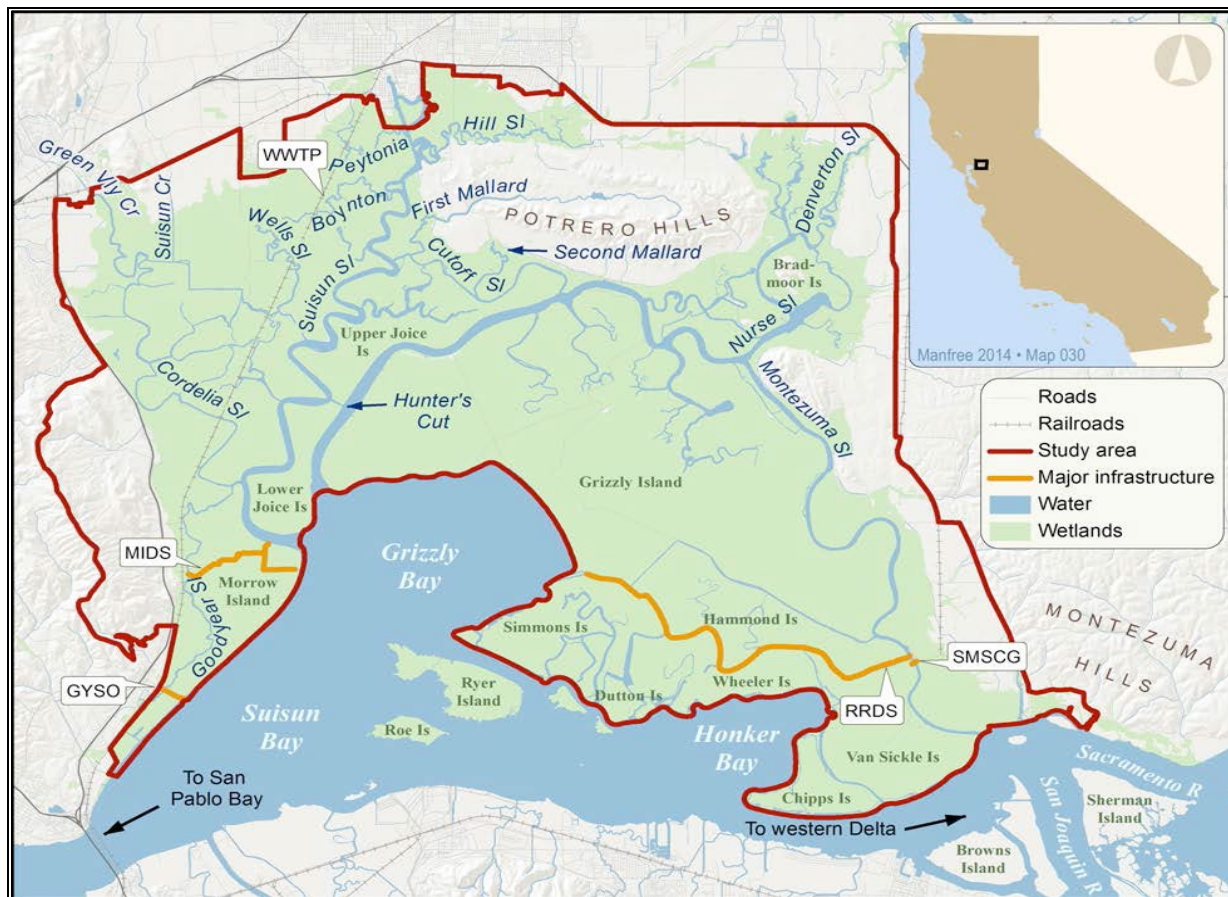 Hill Sl
WWTP
Peytonia
Green Vly Cr
Suisun Cr
Boynton
First Mallard
Denverton Sl
Wells Sl
POTRERO HILLS
Cutoff Sl
Second Mallard
Suisun Sl
Brad-
moor Is
Nurse Sl
Upper Joice
Is
Cordelia Sl
Hunter's
Cut
Montezuma Sl
Lower
Joice Is
Grizzly Island
MIDS
Grizzly
Bay
Morrow
Island
Goodyear Sl
Simmons Is
Hammond Is
SMSCG
MONTEZUMA
HILLS
GYSO
Ryer
Island
Dutton Is
Wheeler Is
RRDS
Suisun
Bay
Roe Is
Honker
Bay
Van Sickle Is
Sacramento R
To San
Pablo Bay
Chipps Is
To western Delta
San Joaquin R
Sherman
Island
Browns
Island
Manfree 2014 • Map 030
Roads
Railroads
Study area
Major infrastructure
Water
Wetlands